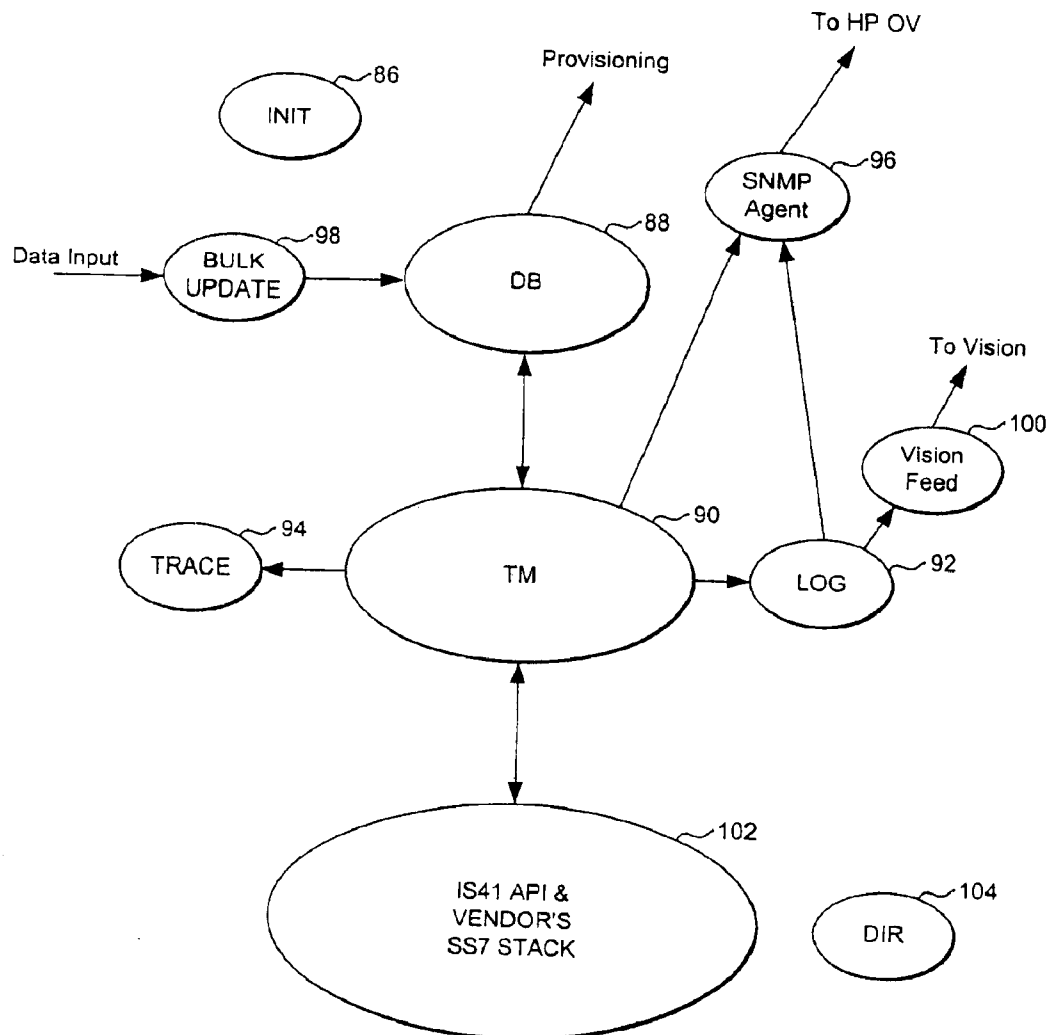 To HP OV
Provisioning
86
INIT
96
SNMP
Agent
98
88
Data Input
BULK
UPDATE
DB
To Vision
100
Vision
Feed
94
90
TRACE
TM
LOG
92
102
IS41 API &
VENDOR'S
SS7 STACK
104
DIR